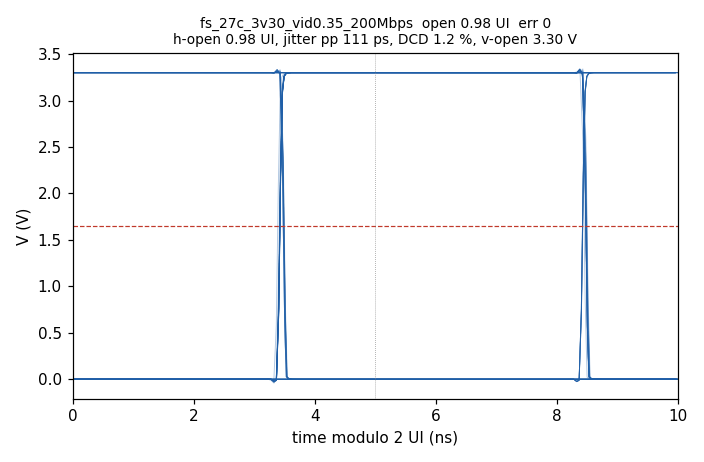 fs_27c_3v30_vid0.35_200Mbps  open 0.98 UI  err 0
h-open 0.98 UI, jitter pp 111 ps, DCD 1.2 %, v-open 3.30 V
3.5
3.0
2.5
2.0
1.5
1.0
0.5
0.0
V (V)
0 2 4 6 8 10
time modulo 2 UI (ns)